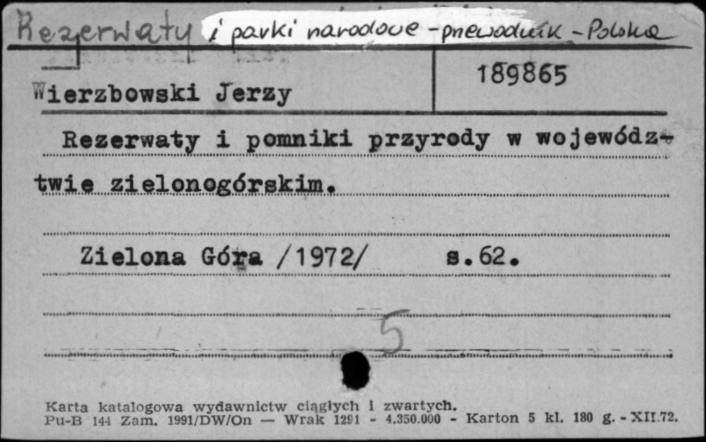 Rezerwaty i parki narodowe - przewodnik - Polska
189865
Wierzbowski Jerzy
Rezerwaty i pomniki przyrody w wojewódz-
twie zielonogórskim.
Zielona Góra /1972/ s.62.
5
Karta katalogowa wydawnictw ciągłych i zwartych.
Pu-B 144 Zam. 1991/DW/On — Wrak 1291 - 4.350.000 - Karton 5 kl. 180 g. - XII.72.